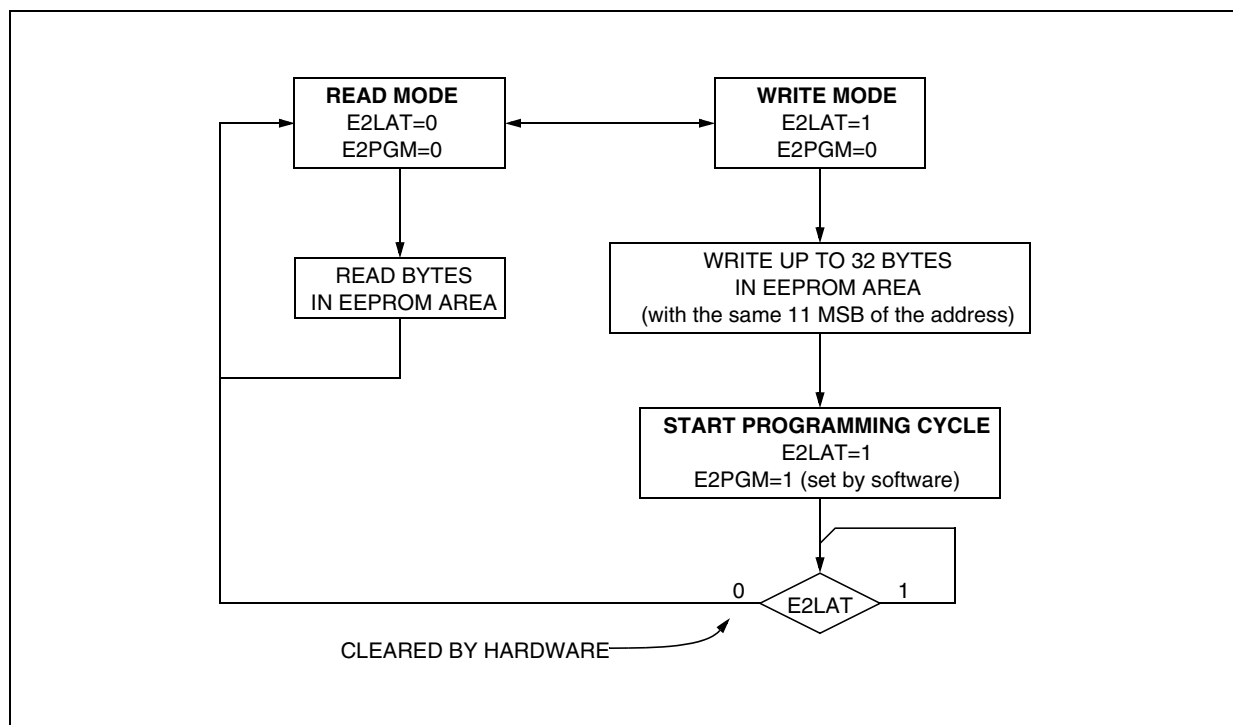 READ MODE
E2LAT=0
E2PGM=0
WRITE MODE
E2LAT=1
E2PGM=0
READ BYTES
IN EEPROM AREA
WRITE UP TO 32 BYTES
IN EEPROM AREA
(with the same 11 MSB of the address)
START PROGRAMMING CYCLE
E2LAT=1
E2PGM=1 (set by software)
0
E2LAT
1
CLEARED BY HARDWARE